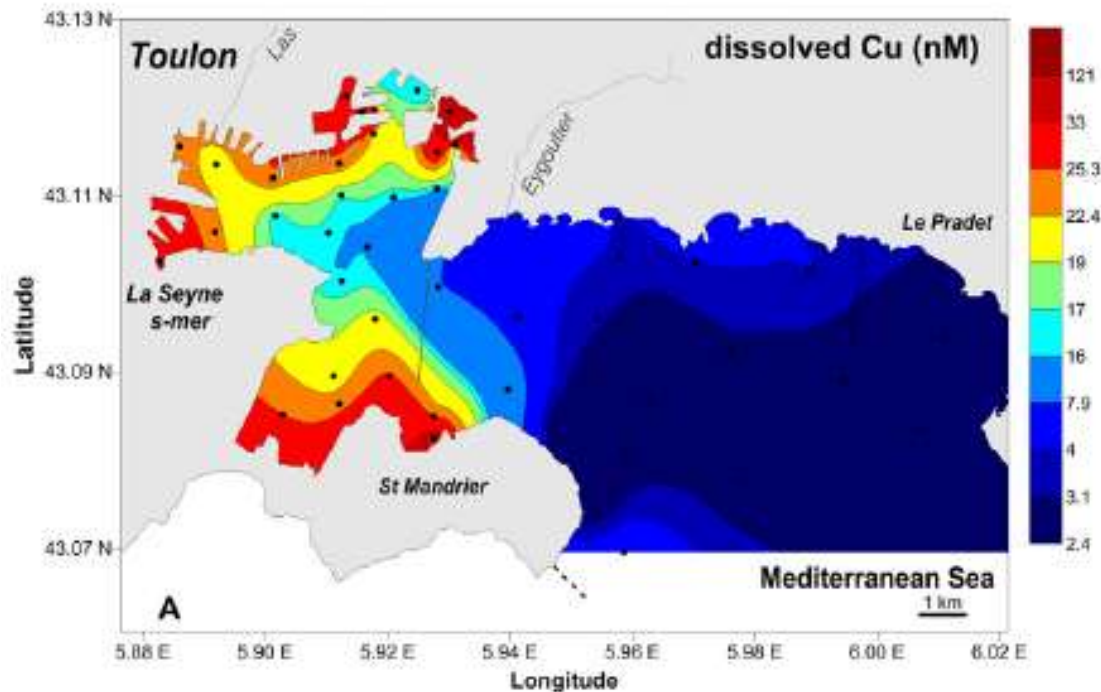 43.13 N
Toulon
Las
dissolved Cu (nM)
121
33
25.3
22.4
19
17
16
7.9
4
3.1
2.4
Eygoutier
43.11 N
Le Pradet
La Seyne
s-mer
Latitude
43.09 N
St Mandrier
43.07 N
Mediterranean Sea
A
1 km
5.88 E
5.90 E
5.92 E
5.94 E
5.96 E
5.98 E
6.00 E
6.02 E
Longitude